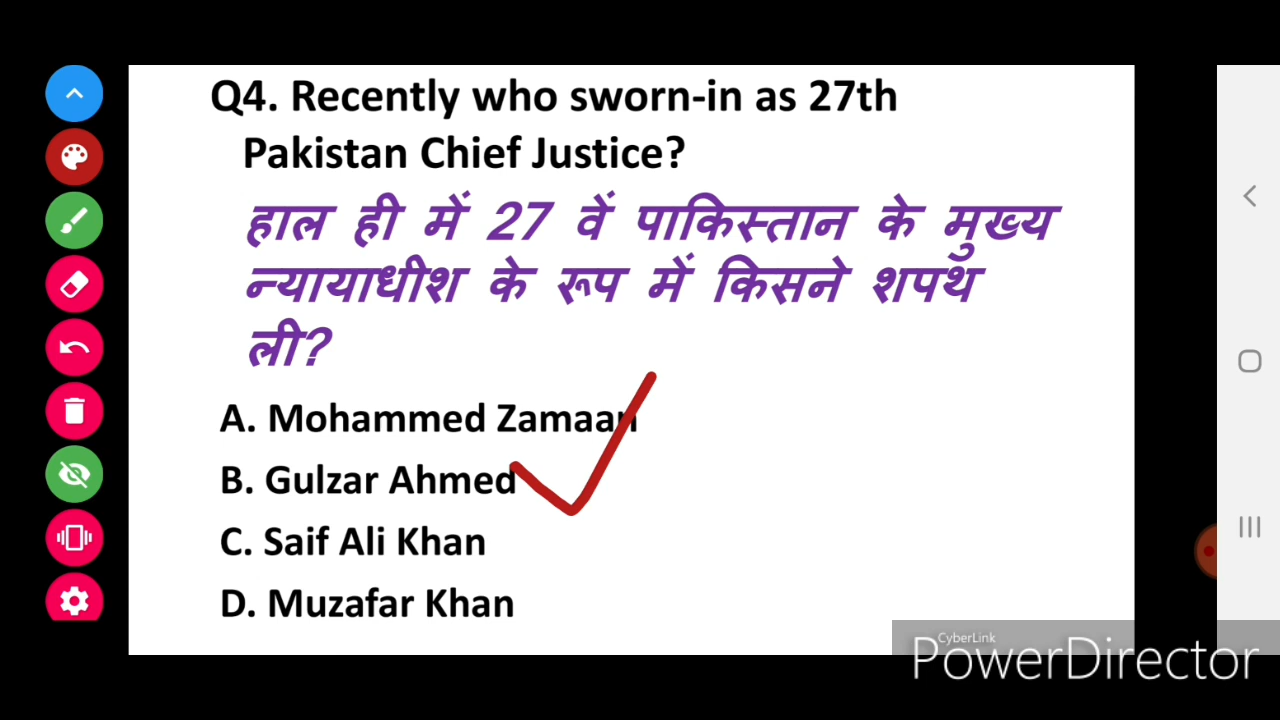 Q4. Recently who sworn-in as 27th
Pakistan Chief Justice?
हाल ही में 27 वें पाकिस्तान के मुख्य
न्यायाधीश के रूप में किसने शपथ
ली?
A. Mohammed Zamaan
B. Gulzar Ahmed
C. Saif Ali Khan
D. Muzafar Khan
CyberLink
PowerDirector